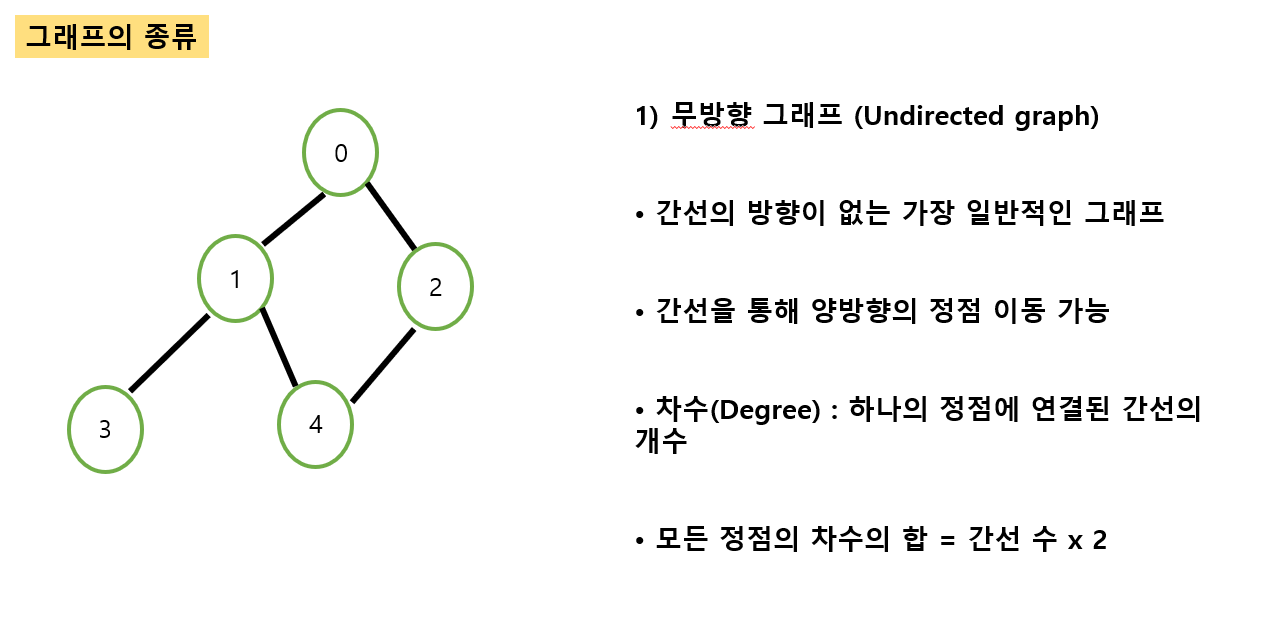 그래프의 종류
0
1
2
3
4
1) 무방향 그래프 (Undirected graph)
• 간선의 방향이 없는 가장 일반적인 그래프
• 간선을 통해 양방향의 정점 이동 가능
• 차수(Degree) : 하나의 정점에 연결된 간선의
개수
• 모든 정점의 차수의 합 = 간선 수 x 2